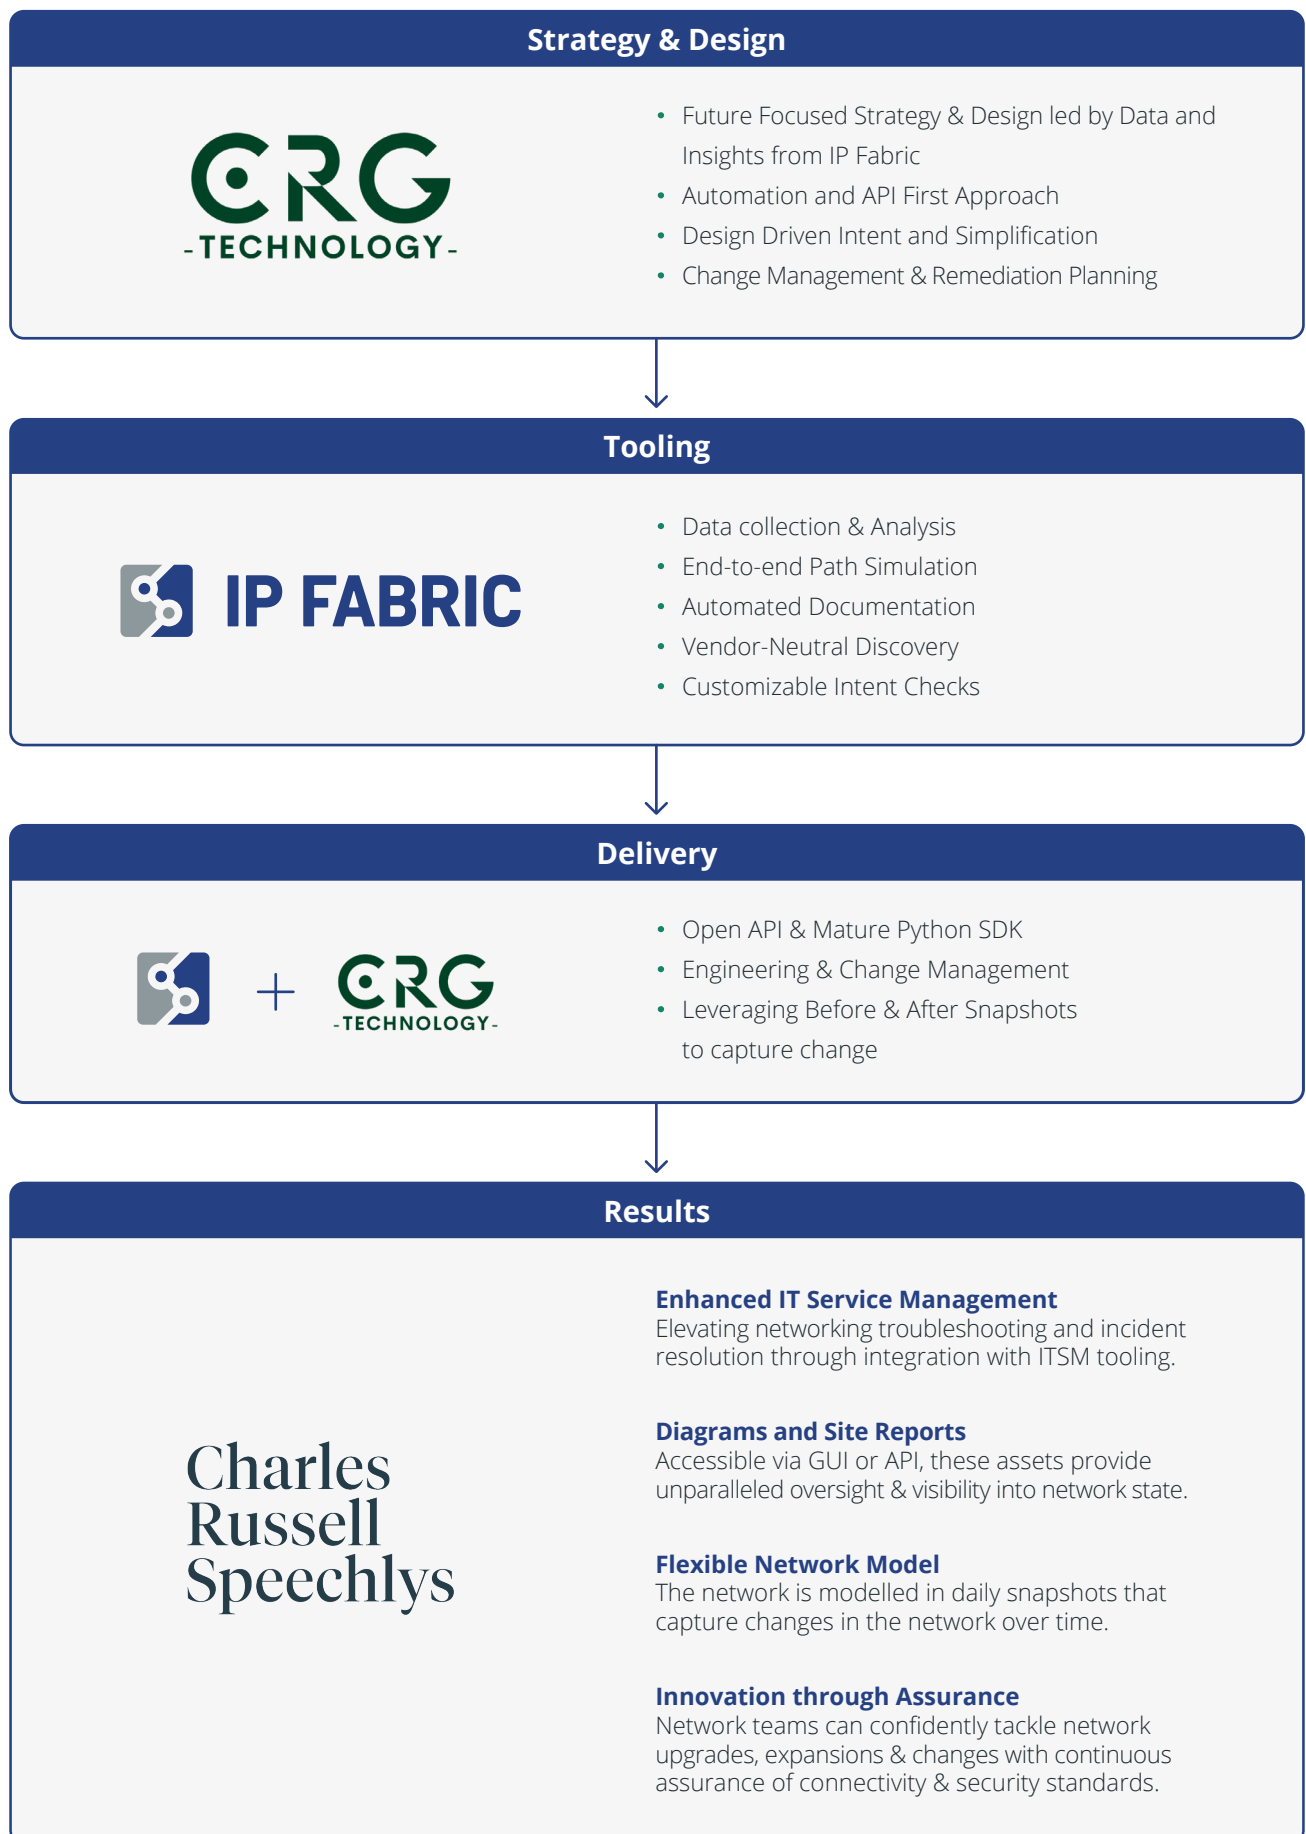 Strategy & Design
CRG
-TECHNOLOGY-
• Future Focused Strategy & Design led by Data and
Insights from IP Fabric
• Automation and API First Approach
• Design Driven Intent and Simplification
• Change Management & Remediation Planning
Tooling
IP FABRIC
• Data collection & Analysis
• End-to-end Path Simulation
• Automated Documentation
• Vendor-Neutral Discovery
• Customizable Intent Checks
Delivery
+
CRG
-TECHNOLOGY-
• Open API & Mature Python SDK
• Engineering & Change Management
• Leveraging Before & After Snapshots
to capture change
Results
Charles
Russell
Speechlys
Enhanced IT Service Management
Elevating networking troubleshooting and incident
resolution through integration with ITSM tooling.
Diagrams and Site Reports
Accessible via GUI or API, these assets provide
unparalleled oversight & visibility into network state.
Flexible Network Model
The network is modelled in daily snapshots that
capture changes in the network over time.
Innovation through Assurance
Network teams can confidently tackle network
upgrades, expansions & changes with continuous
assurance of connectivity & security standards.